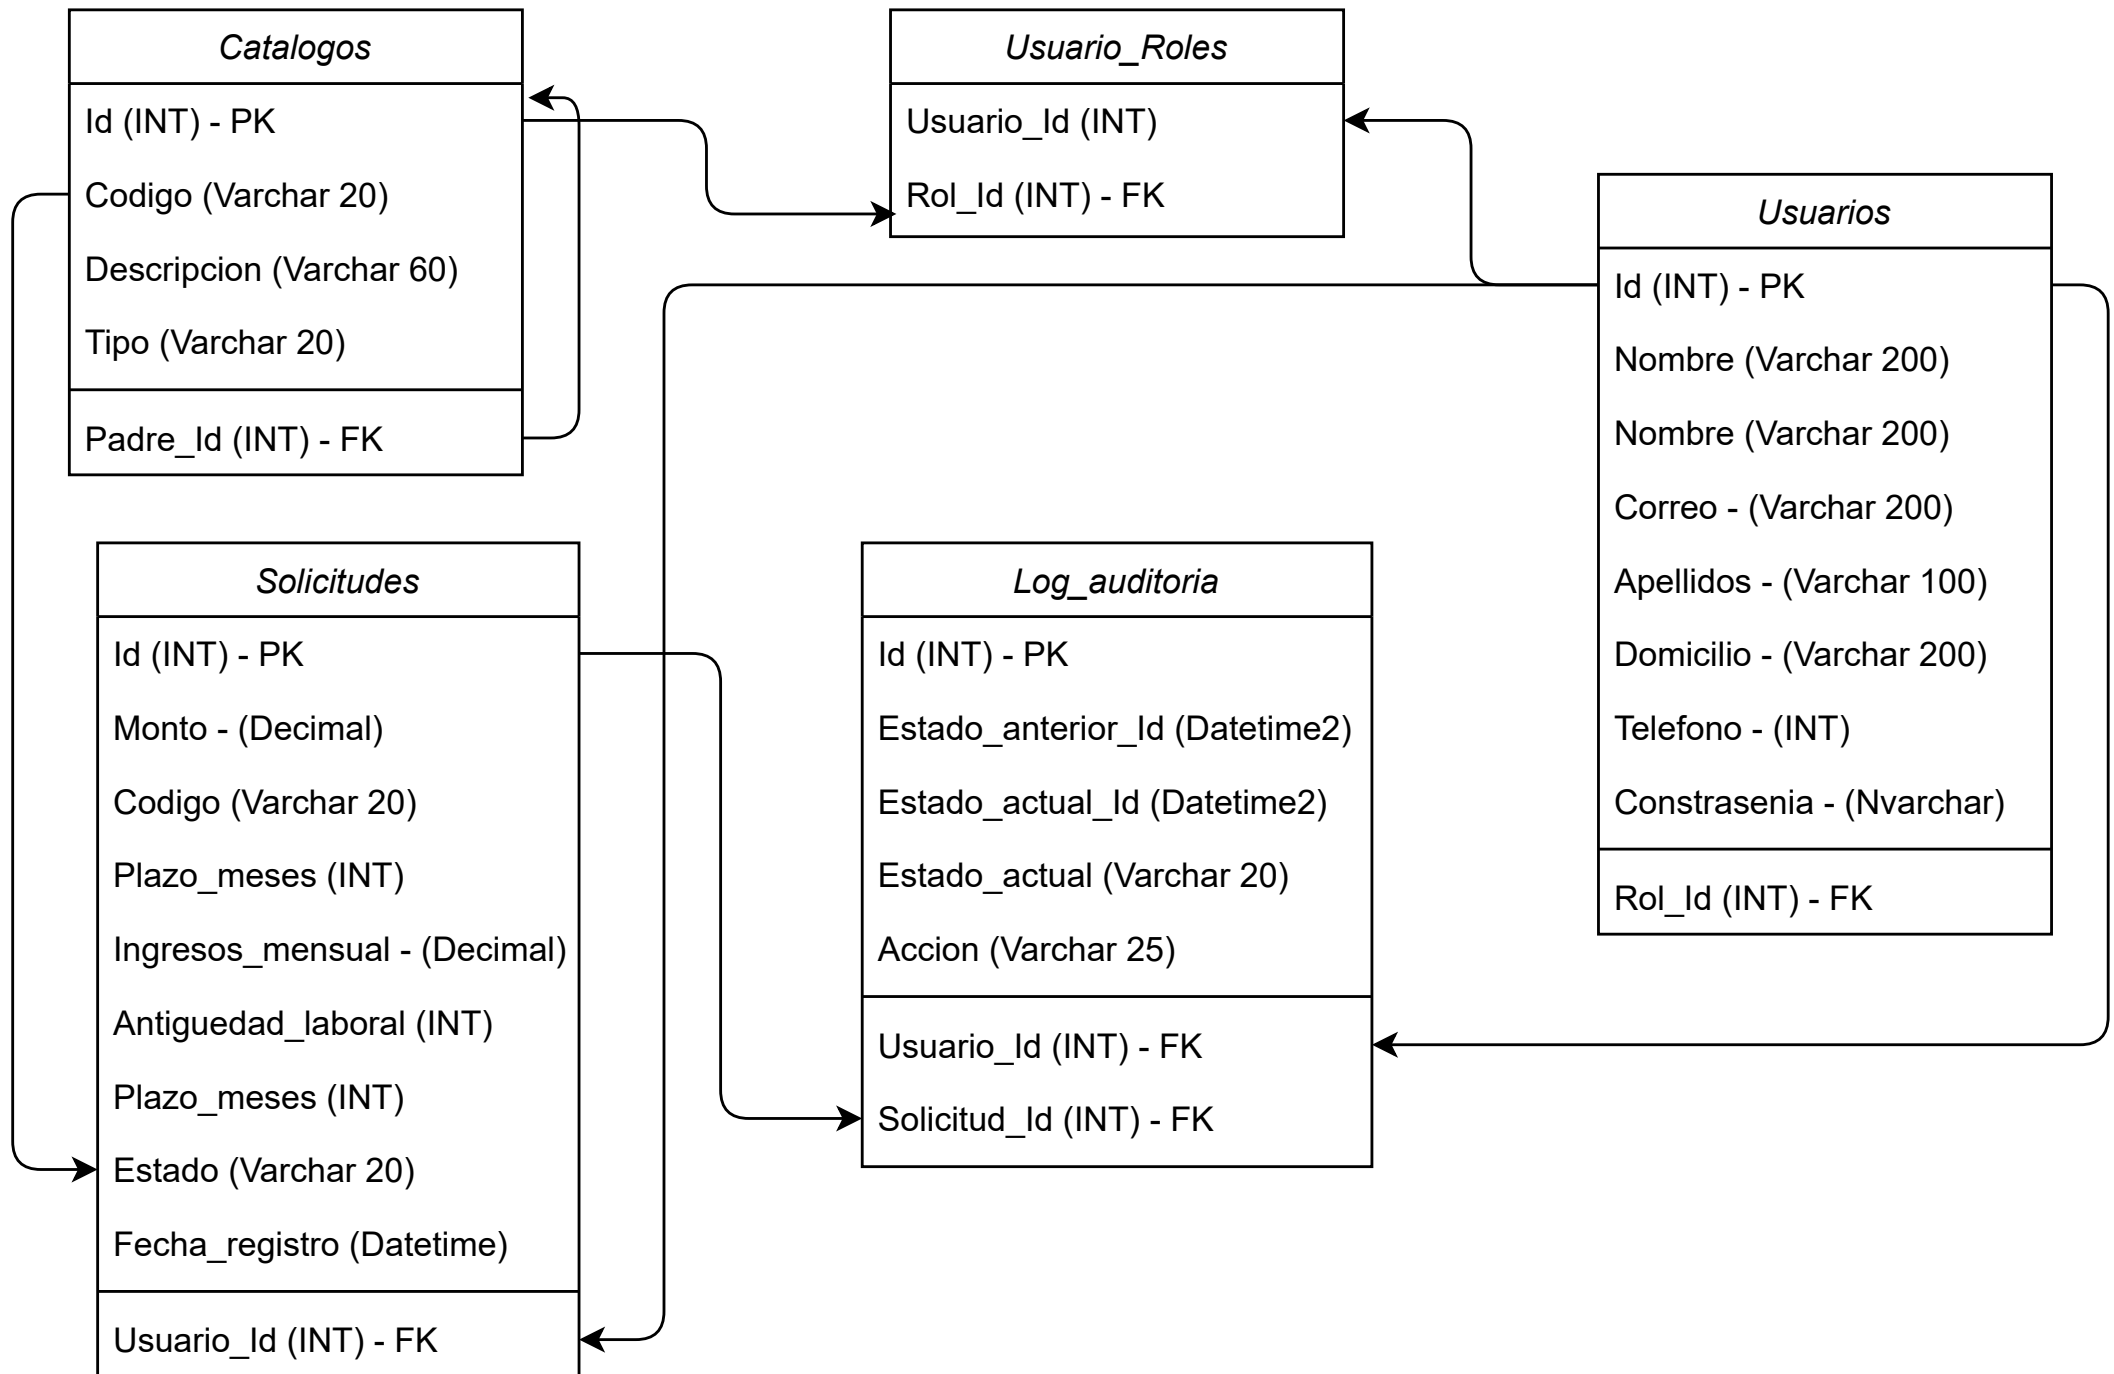 Catalogos
Id (INT) - PK
Codigo (Varchar 20)
Descripcion (Varchar 60)
Tipo (Varchar 20)
Padre_Id (INT) - FK
Usuario_Roles
Usuario_Id (INT)
Rol_Id (INT) - FK
Usuarios
Id (INT) - PK
Nombre (Varchar 200)
Nombre (Varchar 200)
Correo - (Varchar 200)
Apellidos - (Varchar 100)
Domicilio - (Varchar 200)
Telefono - (INT)
Constrasenia - (Nvarchar)
Rol_Id (INT) - FK
Solicitudes
Id (INT) - PK
Monto - (Decimal)
Codigo (Varchar 20)
Plazo_meses (INT)
Ingresos_mensual - (Decimal)
Antiguedad_laboral (INT)
Plazo_meses (INT)
Estado (Varchar 20)
Fecha_registro (Datetime)
Usuario_Id (INT) - FK
Log_auditoria
Id (INT) - PK
Estado_anterior_Id (Datetime2)
Estado_actual_Id (Datetime2)
Estado_actual (Varchar 20)
Accion (Varchar 25)
Usuario_Id (INT) - FK
Solicitud_Id (INT) - FK